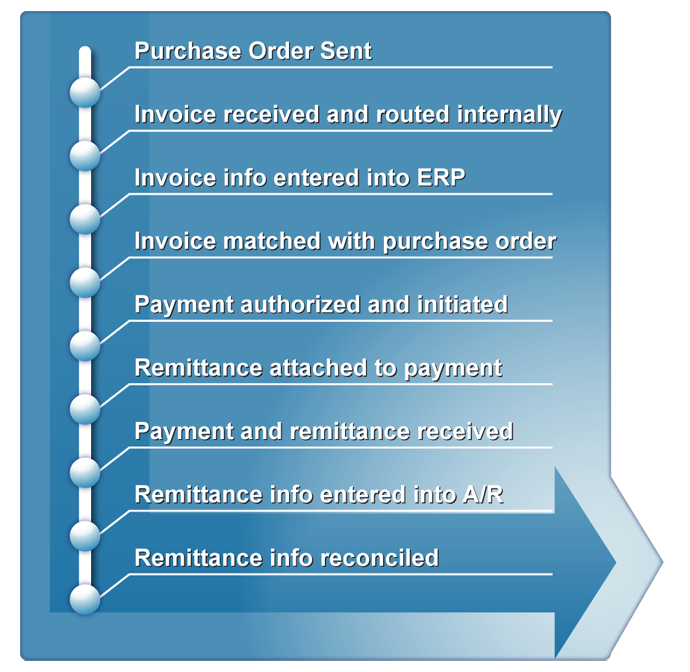 Purchase Order Sent
Invoice received and routed internally
Invoice info entered into ERP
Invoice matched with purchase order
Payment authorized and initiated
Remittance attached to payment
Payment and remittance received
Remittance info entered into A/R
Remittance info reconciled